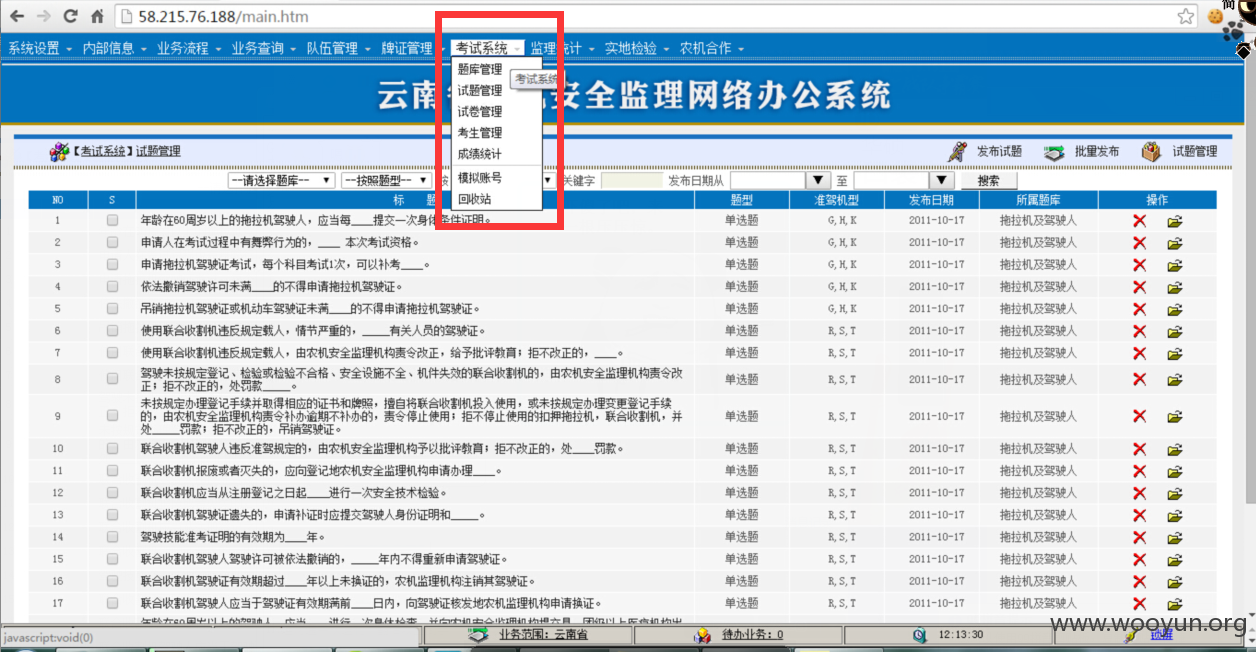 58.215.76.188/main.htm
系统设置 内部信息 业务流程 业务查询 队伍管理 牌证管理 考试系统 监理统计 实地检验 农机合作
题库管理
考试系统
试题管理
试卷管理
考生管理
成绩统计
模拟账号
回收站
云南 安全监理网络办公系统
【考试系统】试题管理 发布试题 批量发布 试题管理
--请选择题库-- --按照题型-- 按 关键字 发布日期从 至 搜索
NO S 标 题 题型 准驾机型 发布日期 所属题库 操作
1 年龄在60周岁以上的拖拉机驾驶人，应当每____提交一次身体条件证明。 单选题 G,H,K 2011-10-17 拖拉机及驾驶人
2 申请人在考试过程中有舞弊行为的，____ 本次考试资格。 单选题 G,H,K 2011-10-17 拖拉机及驾驶人
3 申请拖拉机驾驶证考试，每个科目考试1次，可以补考____。 单选题 G,H,K 2011-10-17 拖拉机及驾驶人
4 依法撤销驾驶许可未满____的不得申请拖拉机驾驶证。 单选题 G,H,K 2011-10-17 拖拉机及驾驶人
5 吊销拖拉机驾驶证或机动车驾驶证未满____的不得申请拖拉机驾驶证。 单选题 G,H,K 2011-10-17 拖拉机及驾驶人
6 使用联合收割机违反规定载人，情节严重的，_____有关人员的驾驶证。 单选题 R,S,T 2011-10-17 拖拉机及驾驶人
7 使用联合收割机违反规定载人，由农机安全监理机构责令改正，给予批评教育；拒不改正的，____。 单选题 R,S,T 2011-10-17 拖拉机及驾驶人
8 驾驶未按规定登记、检验或检验不合格、安全设施不全、机件失效的联合收割机的，由农机安全监理机构责令改
正；拒不改正的，处罚款_____。 单选题 R,S,T 2011-10-17 拖拉机及驾驶人
9 未按规定办理登记手续并取得相应的证书和牌照，擅自将联合收割机投入使用，或未按规定办理变更登记手续
的，由农机安全监理机构责令补办逾期不补办的，责令停止使用；拒不停止使用的扣押拖拉机，联合收割机，并
处_____罚款；拒不改正的，吊销驾驶证。 单选题 R,S,T 2011-10-17 拖拉机及驾驶人
10 联合收割机驾驶人违反准驾规定的，由农机安全监理机构予以批评教育；拒不改正的，处____罚款。 单选题 R,S,T 2011-10-17 拖拉机及驾驶人
11 联合收割机报废或者灭失的，应向登记地农机安全监理机构申请办理____。 单选题 R,S,T 2011-10-17 拖拉机及驾驶人
12 联合收割机应当从注册登记之日起____进行一次安全技术检验。 单选题 R,S,T 2011-10-17 拖拉机及驾驶人
13 联合收割机驾驶证遗失的，申请补证时应提交驾驶人身份证明和_____。 单选题 R,S,T 2011-10-17 拖拉机及驾驶人
14 驾驶技能准考证明的有效期为____年。 单选题 R,S,T 2011-10-17 拖拉机及驾驶人
15 联合收割机驾驶人驾驶许可被依法撤销的，_____年内不得重新申请驾驶证。 单选题 R,S,T 2011-10-17 拖拉机及驾驶人
16 联合收割机驾驶证有效期超过____年以上未换证的，农机监理机构注销其驾驶证。 单选题 R,S,T 2011-10-17 拖拉机及驾驶人
17 联合收割机驾驶人应当于驾驶证有效期满前____日内，向驾驶证核发地农机监理机构申请换证。 单选题 R,S,T 2011-10-17 拖拉机及驾驶人
javascript:void(0) 业务范围：云南省 待办业务：0 12:13:30 锁屏
www.wooyun.org
简